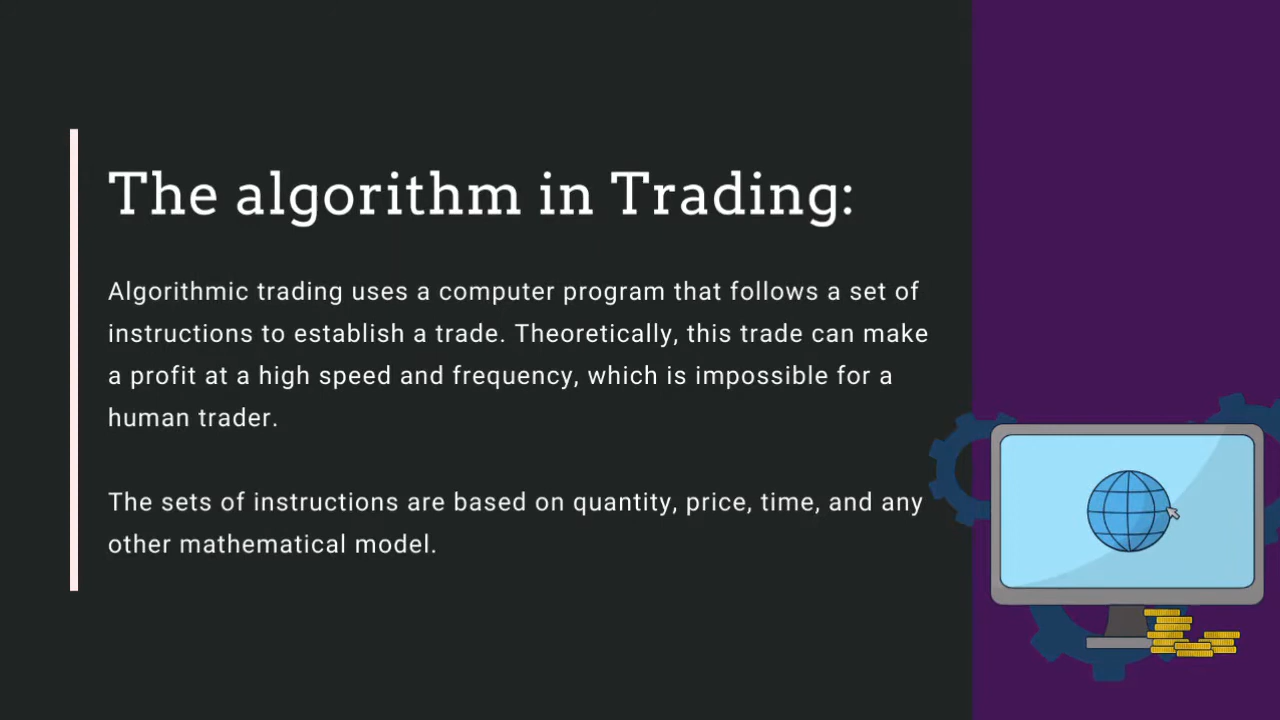 The algorithm in Trading:
Algorithmic trading uses a computer program that follows a set of
instructions to establish a trade. Theoretically, this trade can make
a profit at a high speed and frequency, which is impossible for a
human trader.
The sets of instructions are based on quantity, price, time, and any
other mathematical model.